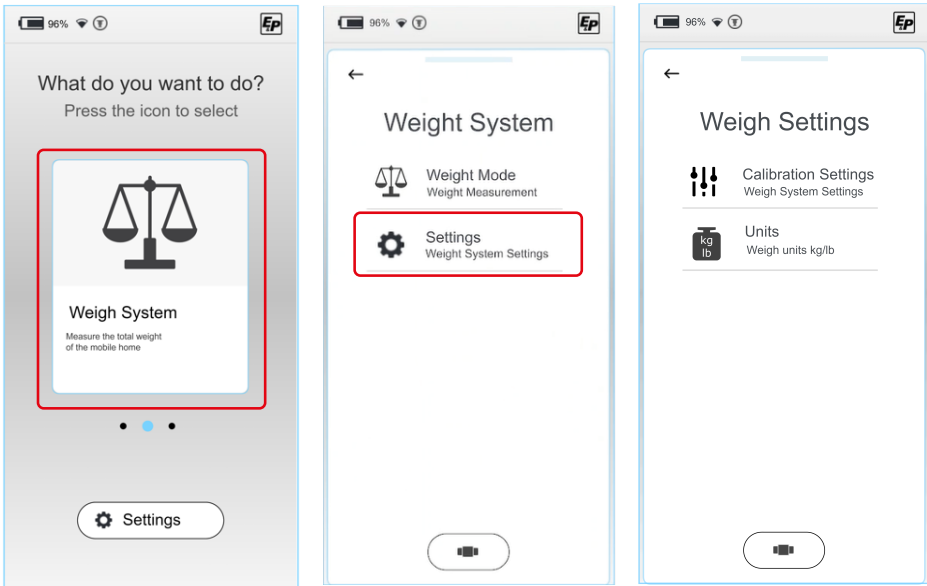 96%
EP
What do you want to do?
Press the icon to select
Weigh System
Measure the total weight
of the mobile home
Settings
96%
EP
Weight System
Weight Mode
Weight Measurement
Settings
Weight System Settings
96%
EP
Weigh Settings
Calibration Settings
Weigh System Settings
kg
lb
Units
Weigh units kg/lb